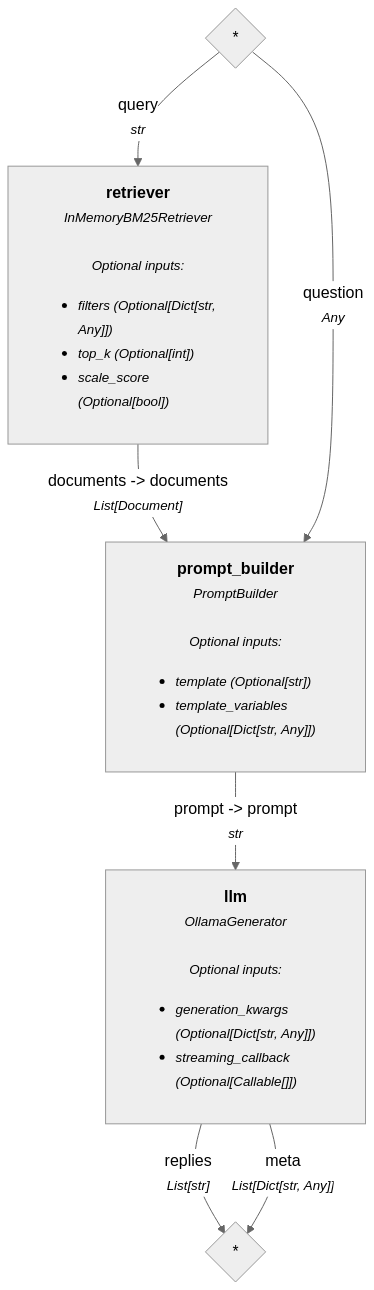 *
query
str
retriever
InMemoryBM25Retriever
Optional inputs:
• filters (Optional[Dict[str,
Any]])
• top_k (Optional[int])
• scale_score
(Optional[bool])
question
Any
documents -> documents
List[Document]
prompt_builder
PromptBuilder
Optional inputs:
• template (Optional[str])
• template_variables
(Optional[Dict[str, Any]])
prompt -> prompt
str
llm
OllamaGenerator
Optional inputs:
• generation_kwargs
(Optional[Dict[str, Any]])
• streaming_callback
(Optional[Callable[]])
replies
List[str]
meta
List[Dict[str, Any]]
*